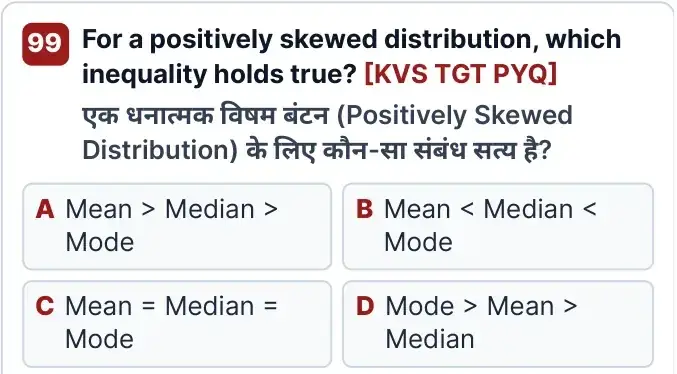 99 For a positively skewed distribution, which
inequality holds true? [KVS TGT PYQ]
एक धनात्मक विषम बंटन (Positively Skewed
Distribution) के लिए कौन-सा संबंध सत्य है?
A Mean > Median >
Mode
B Mean < Median <
Mode
C Mean = Median =
Mode
D Mode > Mean >
Median